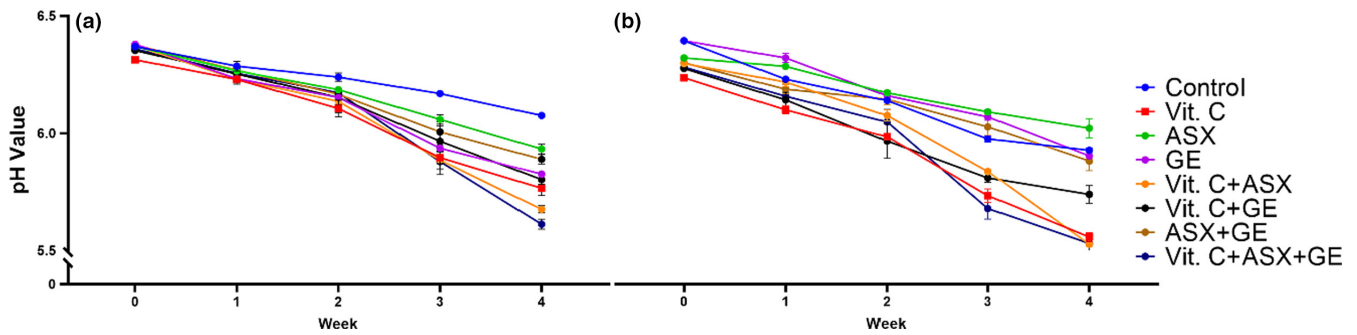 (a)
(b)
pH Value
6.5
6.0
5.5
0
0 1 2 3 4
Week
0 1 2 3 4
Week
Control
Vit. C
ASX
GE
Vit. C+ASX
Vit. C+GE
ASX+GE
Vit. C+ASX+GE